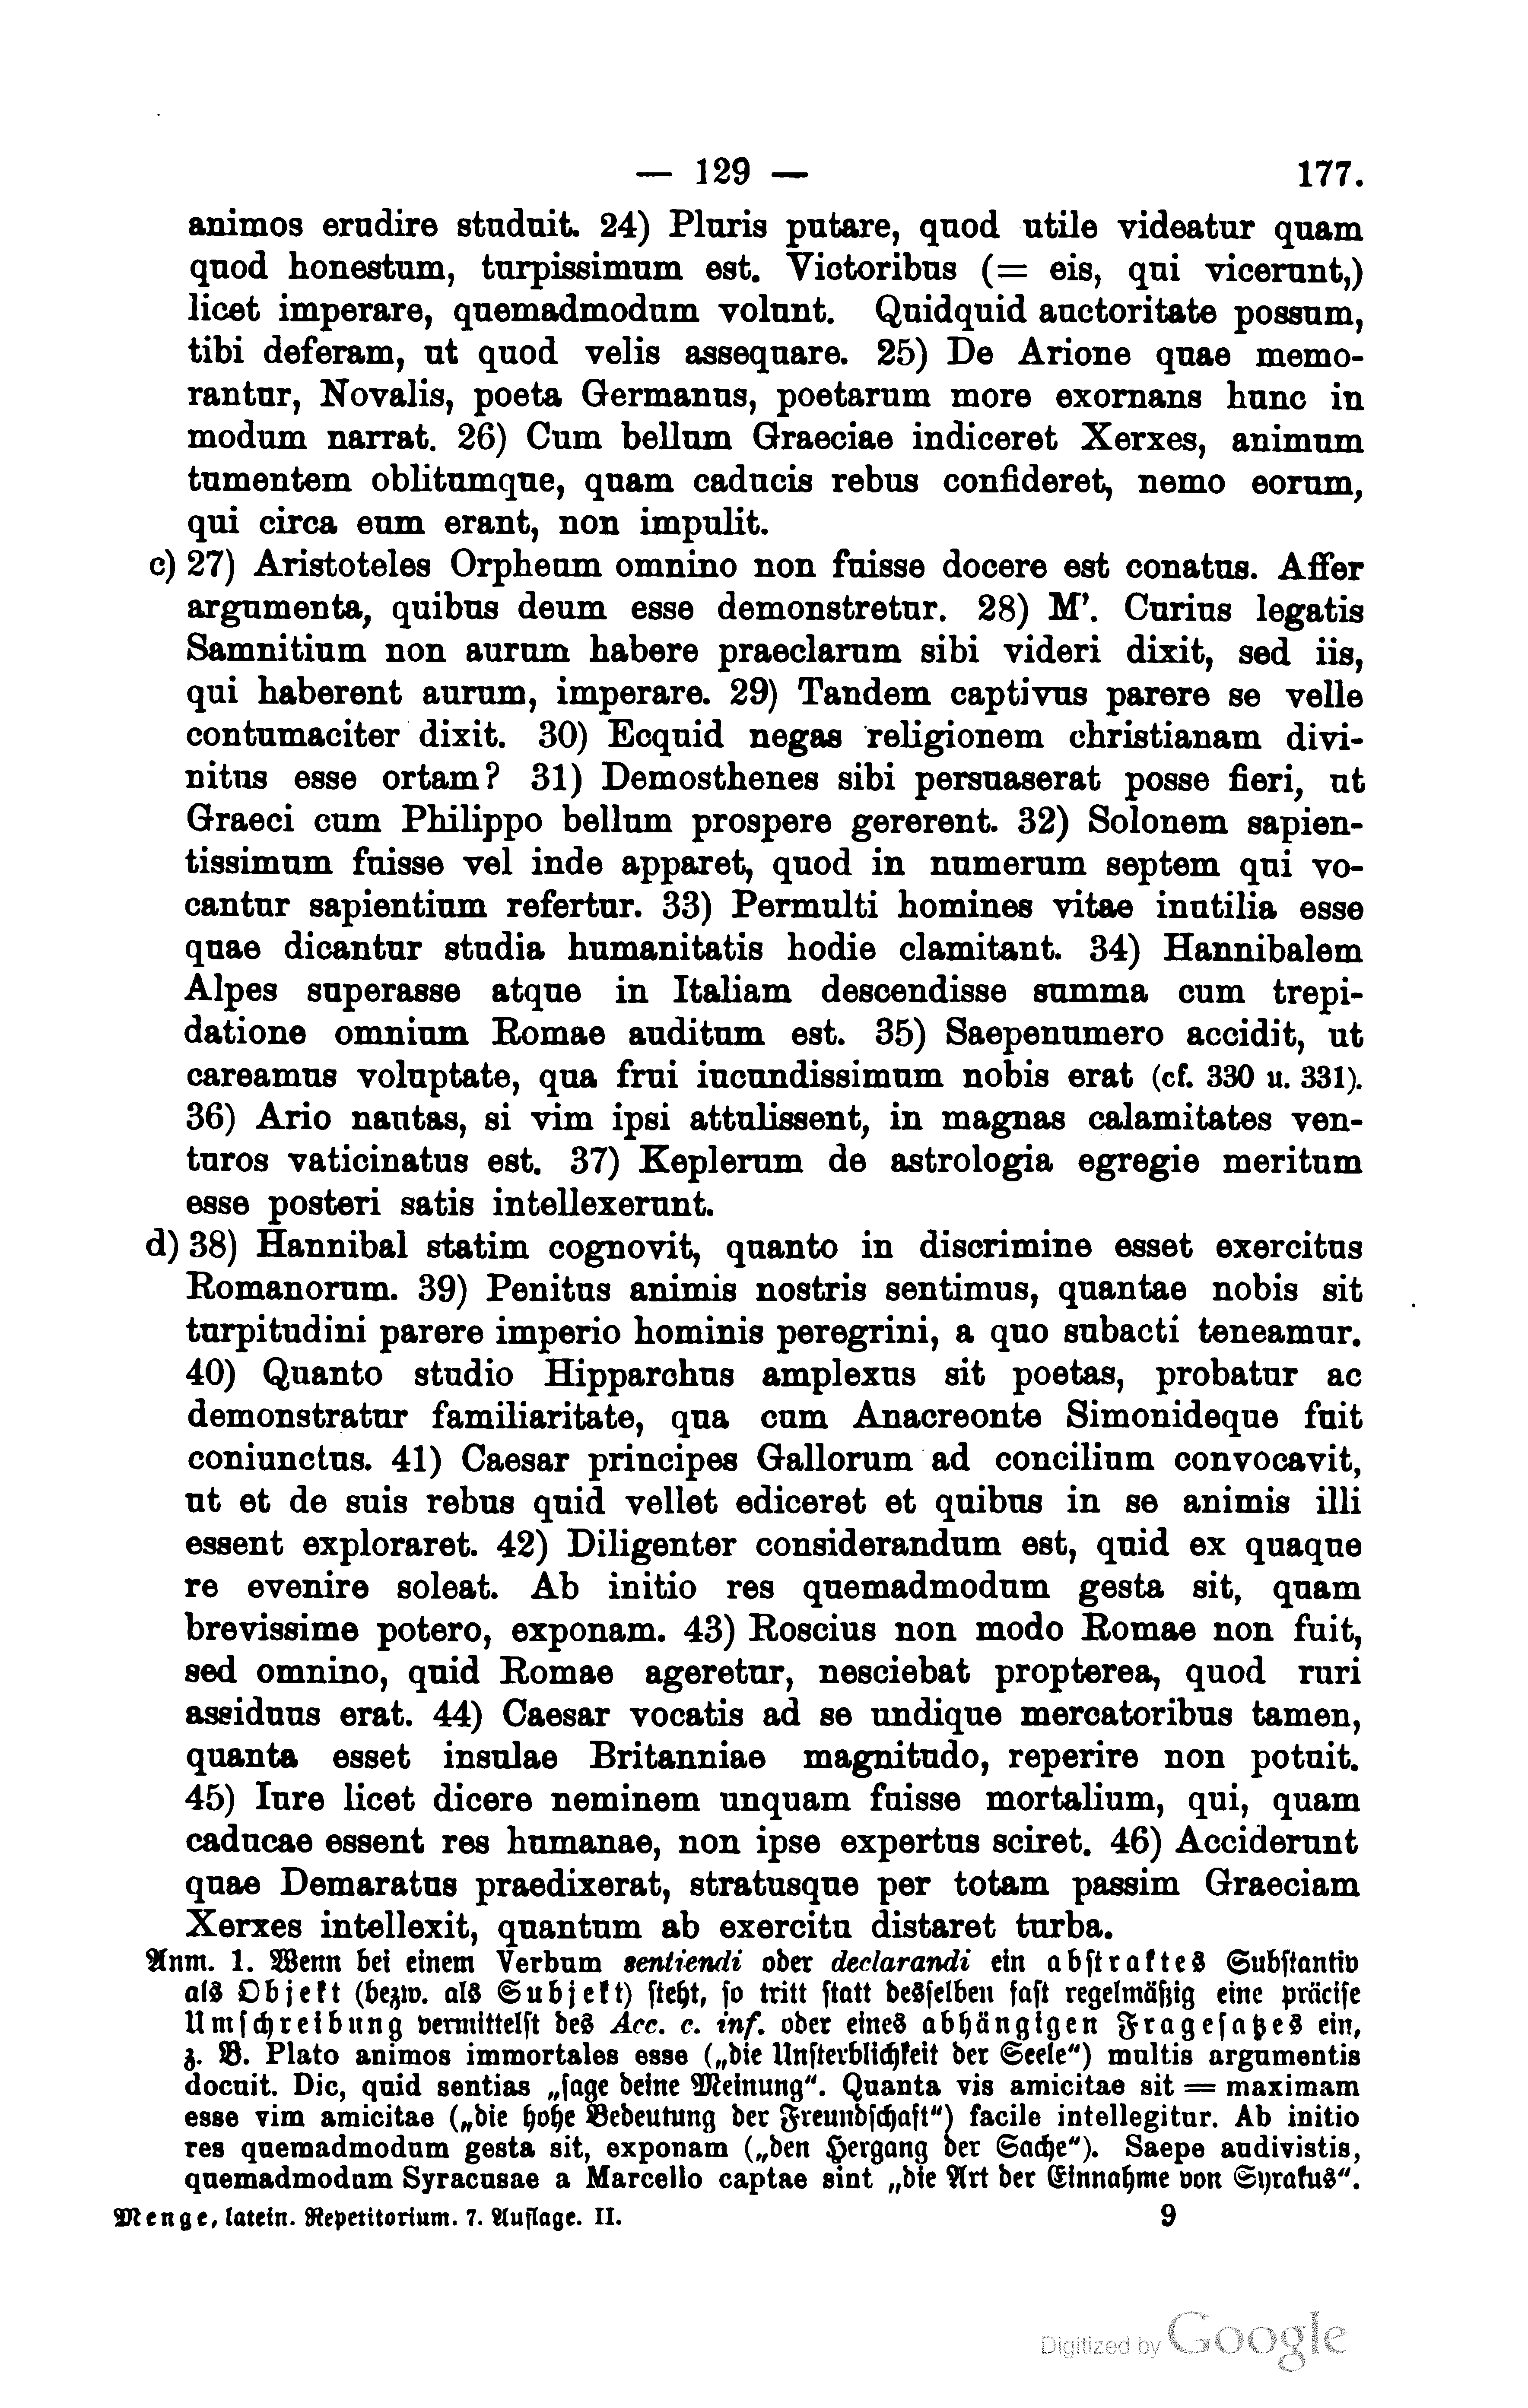 — 129 — 177.
animos erudire studuit. 24) Pluris putare, quod utile videatur quam
quod honestum, turpissimum est. Victoribus (= eis, qui vicerunt,)
licet imperare, quemadmodum volunt. Quidquid auctoritate possum,
tibi deferam, ut quod velis assequare. 25) De Arione quae memo-
rantur, Novalis, poeta Germanus, poetarum more exornans hunc in
modum narrat. 26) Cum bellum Graeciae indiceret Xerxes, animum
tumentem oblitumque, quam caducis rebus confideret, nemo eorum,
qui circa eum erant, non impulit.
c) 27) Aristoteles Orpheum omnino non fuisse docere est conatus. Affer
argumenta, quibus deum esse demonstretur. 28) M'. Curius legatis
Samnitium non aurum habere praeclarum sibi videri dixit, sed iis,
qui haberent aurum, imperare. 29) Tandem captivus parere se velle
contumaciter dixit. 30) Ecquid negas religionem christianam divi-
nitus esse ortam? 31) Demosthenes sibi persuaserat posse fieri, ut
Graeci cum Philippo bellum prospere gererent. 32) Solonem sapien-
tissimum fuisse vel inde apparet, quod in numerum septem qui vo-
cantur sapientium refertur. 33) Permulti homines vitae inutilia esse
quae dicantur studia humanitatis hodie clamitant. 34) Hannibalem
Alpes superasse atque in Italiam descendisse summa cum trepi-
datione omnium Romae auditum est. 35) Saepenumero accidit, ut
careamus voluptate, qua frui iucundissimum nobis erat (cf. 330 u. 331).
36) Ario nautas, si vim ipsi attulissent, in magnas calamitates ven-
turos vaticinatus est. 37) Keplerum de astrologia egregie meritum
esse posteri satis intellexerunt.
d) 38) Hannibal statim cognovit, quanto in discrimine esset exercitus
Romanorum. 39) Penitus animis nostris sentimus, quantae nobis sit
turpitudini parere imperio hominis peregrini, a quo subacti teneamur.
40) Quanto studio Hipparchus amplexus sit poetas, probatur ac
demonstratur familiaritate, qua cum Anacreonte Simonideque fuit
coniunctus. 41) Caesar principes Gallorum ad concilium convocavit,
ut et de suis rebus quid vellet ediceret et quibus in se animis illi
essent exploraret. 42) Diligenter considerandum est, quid ex quaque
re evenire soleat. Ab initio res quemadmodum gesta sit, quam
brevissime potero, exponam. 43) Roscius non modo Romae non fuit,
sed omnino, quid Romae ageretur, nesciebat propterea, quod ruri
assiduus erat. 44) Caesar vocatis ad se undique mercatoribus tamen,
quanta esset insulae Britanniae magnitudo, reperire non potuit.
45) Iure licet dicere neminem unquam fuisse mortalium, qui, quam
caducae essent res humanae, non ipse expertus sciret. 46) Acciderunt
quae Demaratus praedixerat, stratusque per totam passim Graeciam
Xerxes intellexit, quantum ab exercitu distaret turba.
Anm. 1. Wenn bei einem Verbum sentiendi oder declarandi ein abstraktes Substantiv
als Objekt (bezw. als Subjekt) steht, so tritt statt desselben fast regelmäßig eine präcise
Umschreibung vermittelst des Acc. c. inf. oder eines abhängigen Fragesatzes ein,
z. B. Plato animos immortales esse („die Unsterblichkeit der Seele“) multis argumentis
docuit. Dic, quid sentias „sage deine Meinung“. Quanta vis amicitae sit = maximam
esse vim amicitae („die hohe Bedeutung der Freundschaft“) facile intellegitur. Ab initio
res quemadmodum gesta sit, exponam („den Hergang der Sache“). Saepe audivistis,
quemadmodum Syracusae a Marcello captae sint „die Art der Einnahme von Syrakus“.
Menge, latein. Repetitorium. 7. Auflage. II. 9
Digitized by Google